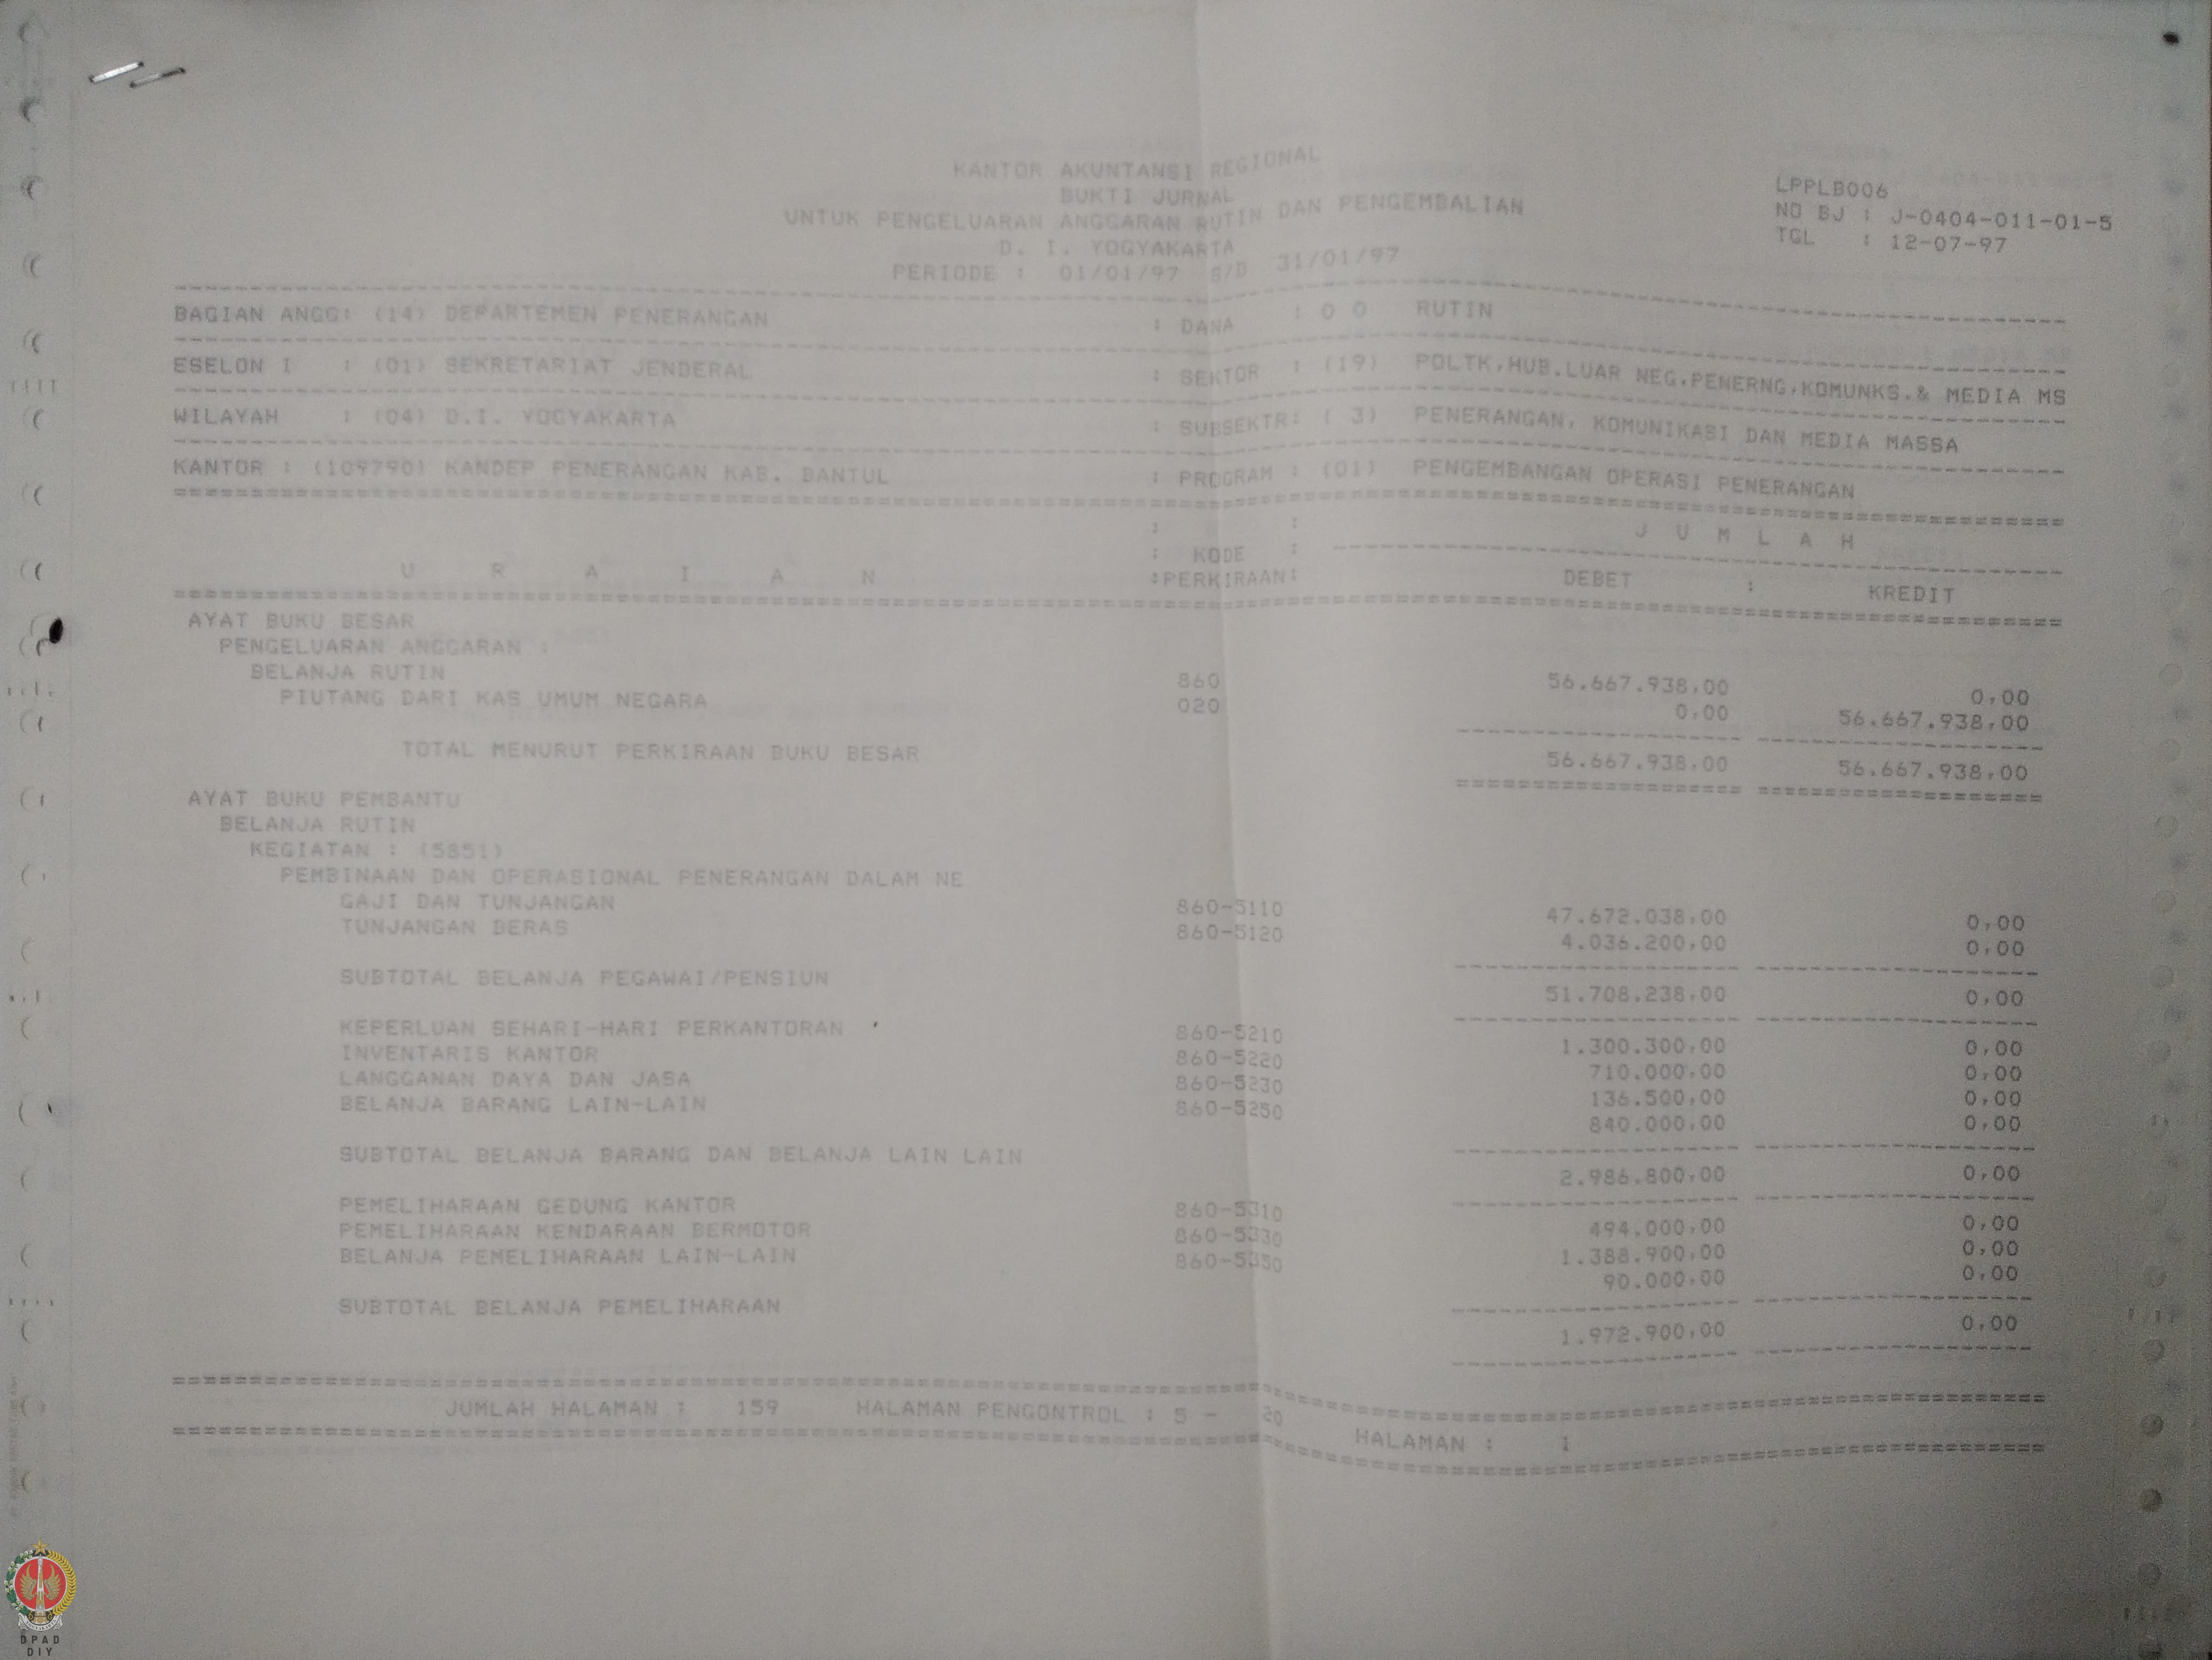 KANTOR AKUNTANSI REGIONAL
BUKTI JURNAL
UNTUK PENGELUARAN ANGGARAN RUTIN DAN PENGEMBALIAN
D. I. YOGYAKARTA
PERIODE : 01/01/97 S/D 31/01/97
LPPLB006
NO BJ : J-0404-011-01-5
TGL : 12-07-97
BAGIAN ANGG: (14) DEPARTEMEN PENERANGAN : DANA : 0 0 RUTIN
ESELON I : (01) SEKRETARIAT JENDERAL : SEKTOR : (19) POLTK,HUB.LUAR NEG,PENERNG,KOMUNKS.& MEDIA MS
WILAYAH : (04) D.I. YOGYAKARTA : SUBSEKTR: ( 3) PENERANGAN, KOMUNIKASI DAN MEDIA MASSA
KANTOR : (109790) KANDEP PENERANGAN KAB. BANTUL : PROGRAM : (01) PENGEMBANGAN OPERASI PENERANGAN
: : J U M L A H
: KODE :
U R A I A N :PERKIRAAN: DEBET : KREDIT
AYAT BUKU BESAR
PENGELUARAN ANGGARAN :
BELANJA RUTIN 860 56.667.938,00 0,00
PIUTANG DARI KAS UMUM NEGARA 020 0,00 56.667.938,00
TOTAL MENURUT PERKIRAAN BUKU BESAR 56.667.938,00 56.667.938,00
AYAT BUKU PEMBANTU
BELANJA RUTIN
KEGIATAN : (5851)
PEMBINAAN DAN OPERASIONAL PENERANGAN DALAM NE
GAJI DAN TUNJANGAN 860-5110 47.672.038,00 0,00
TUNJANGAN BERAS 860-5120 4.036.200,00 0,00
SUBTOTAL BELANJA PEGAWAI/PENSIUN 51.708.238,00 0,00
KEPERLUAN SEHARI-HARI PERKANTORAN 860-5210 1.300.300,00 0,00
INVENTARIS KANTOR 860-5220 710.000,00 0,00
LANGGANAN DAYA DAN JASA 860-5230 136.500,00 0,00
BELANJA BARANG LAIN-LAIN 860-5250 840.000,00 0,00
SUBTOTAL BELANJA BARANG DAN BELANJA LAIN LAIN 2.986.800,00 0,00
PEMELIHARAAN GEDUNG KANTOR 860-5310 494.000,00 0,00
PEMELIHARAAN KENDARAAN BERMOTOR 860-5330 1.388.900,00 0,00
BELANJA PEMELIHARAAN LAIN-LAIN 860-5350 90.000,00 0,00
SUBTOTAL BELANJA PEMELIHARAAN 1.972.900,00 0,00
JUMLAH HALAMAN : 159 HALAMAN PENGONTROL : 5 - 20 HALAMAN : 1
DPAD
DIY